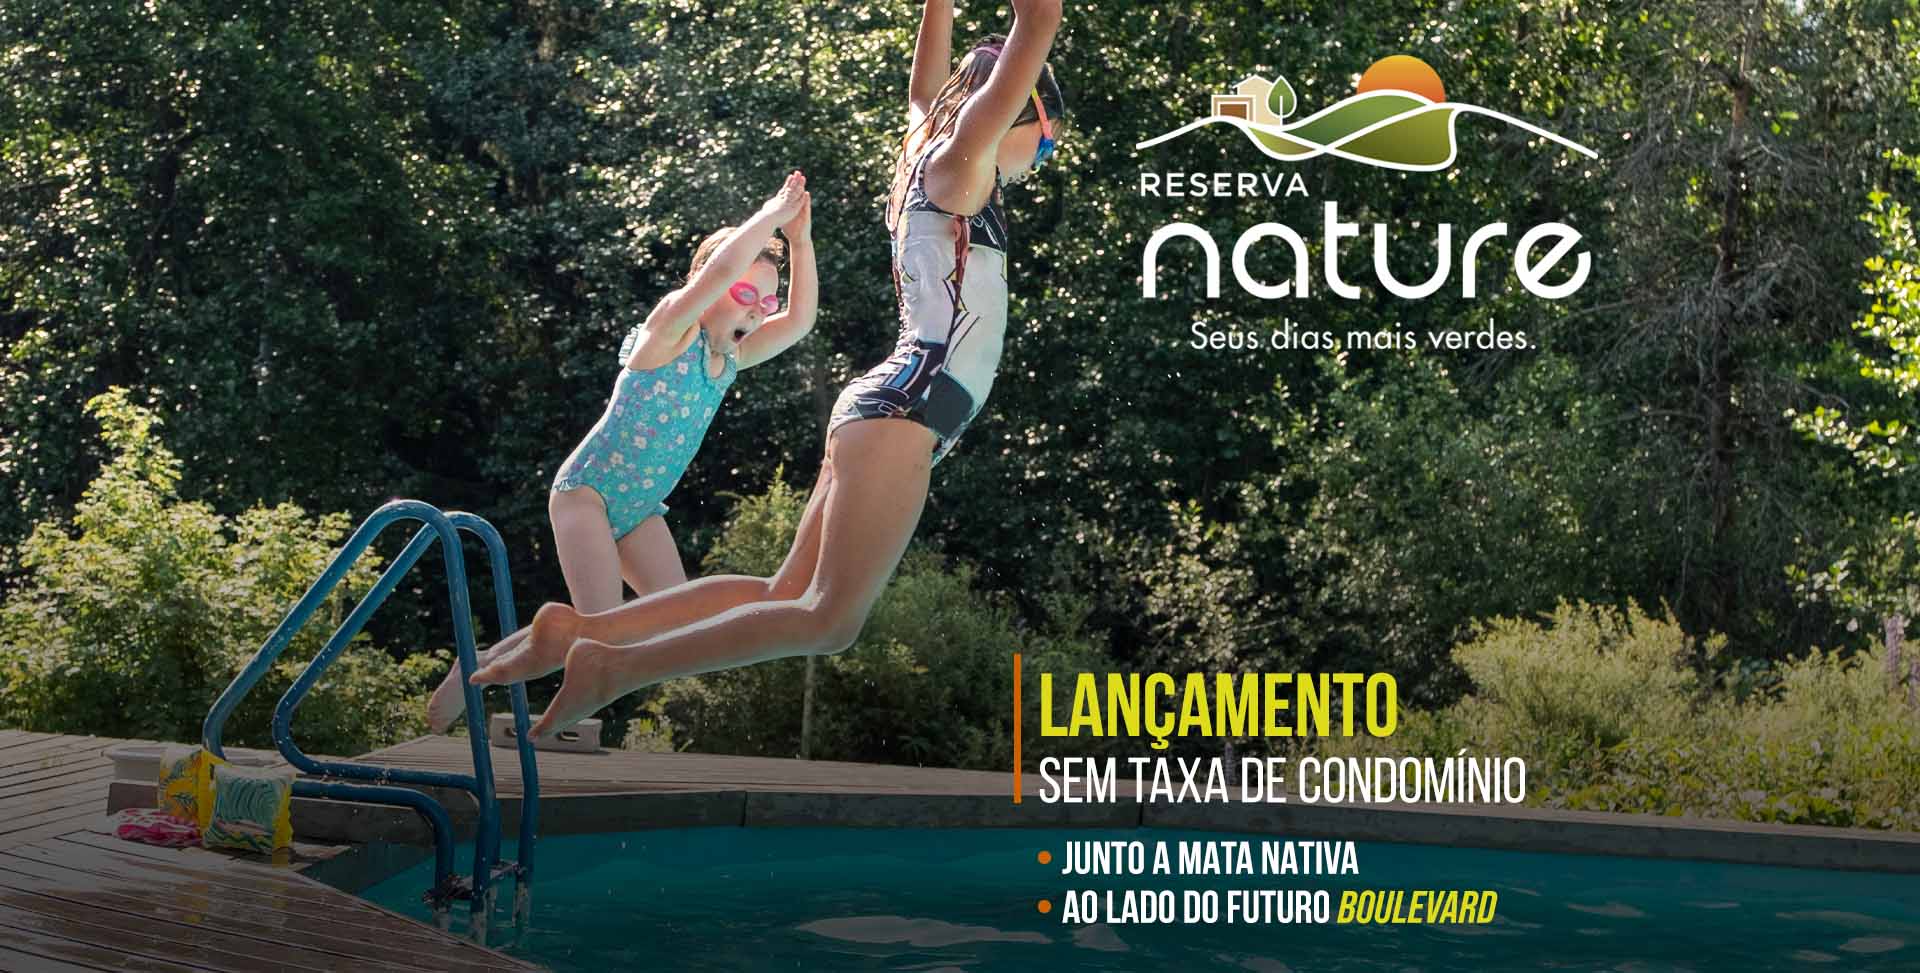 RESERVA
nature
Seus dias mais verdes.
LANÇAMENTO
SEM TAXA DE CONDOMÍNIO
• JUNTO A MATA NATIVA
• AO LADO DO FUTURO BOULEVARD